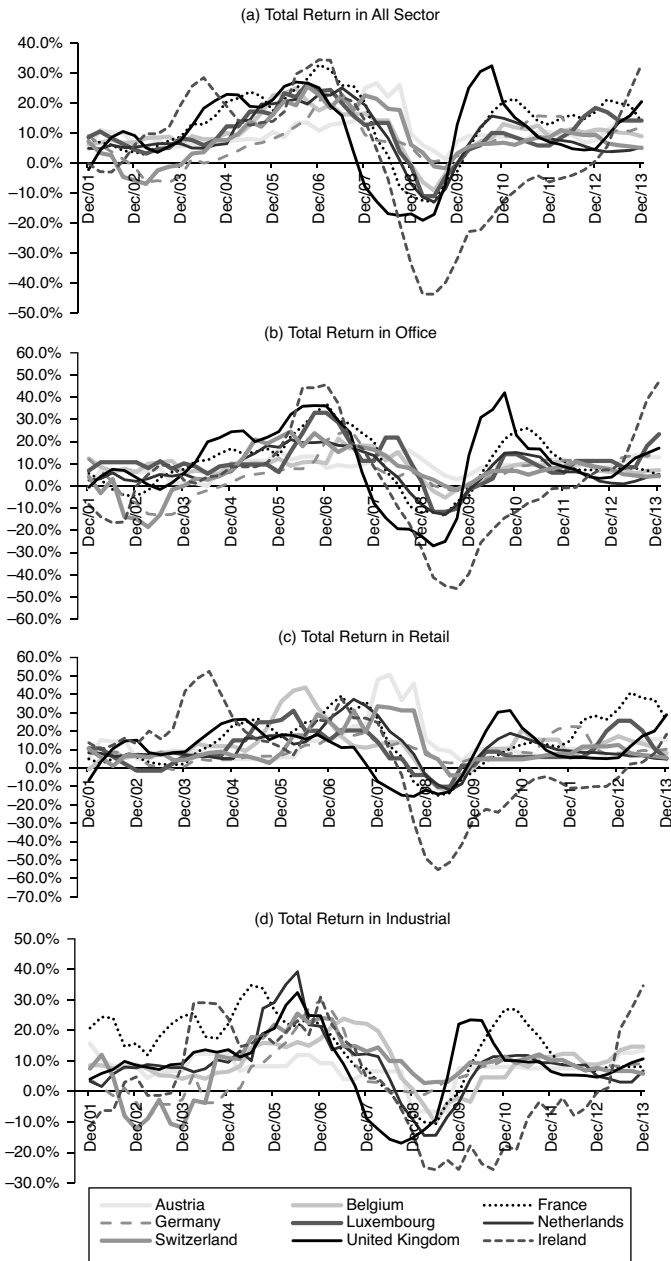 (a) Total Return in All Sector
40.0%
30.0%
20.0%
10.0%
0.0%
–10.0%
–20.0%
–30.0%
–40.0%
–50.0%
Dec/01
Dec/02
Dec/03
Dec/04
Dec/05
Dec/06
Dec/07
Dec/08
Dec/09
Dec/10
Dec/11
Dec/12
Dec/13
(b) Total Return in Office
60.0%
50.0%
40.0%
30.0%
20.0%
10.0%
0.0%
–10.0%
–20.0%
–30.0%
–40.0%
–50.0%
–60.0%
Dec/01
Dec/02
Dec/03
Dec/04
Dec/05
Dec/06
Dec/07
Dec/08
Dec/09
Dec/10
Dec/11
Dec/12
Dec/13
(c) Total Return in Retail
60.0%
50.0%
40.0%
30.0%
20.0%
10.0%
0.0%
–10.0%
–20.0%
–30.0%
–40.0%
–50.0%
–60.0%
–70.0%
Dec/01
Dec/02
Dec/03
Dec/04
Dec/05
Dec/06
Dec/07
Dec/08
Dec/09
Dec/10
Dec/11
Dec/12
Dec/13
(d) Total Return in Industrial
50.0%
40.0%
30.0%
20.0%
10.0%
0.0%
–10.0%
–20.0%
–30.0%
Dec/01
Dec/02
Dec/03
Dec/04
Dec/05
Dec/06
Dec/07
Dec/08
Dec/09
Dec/10
Dec/11
Dec/12
Dec/13
Austria Belgium France
Germany Luxembourg Netherlands
Switzerland United Kingdom Ireland